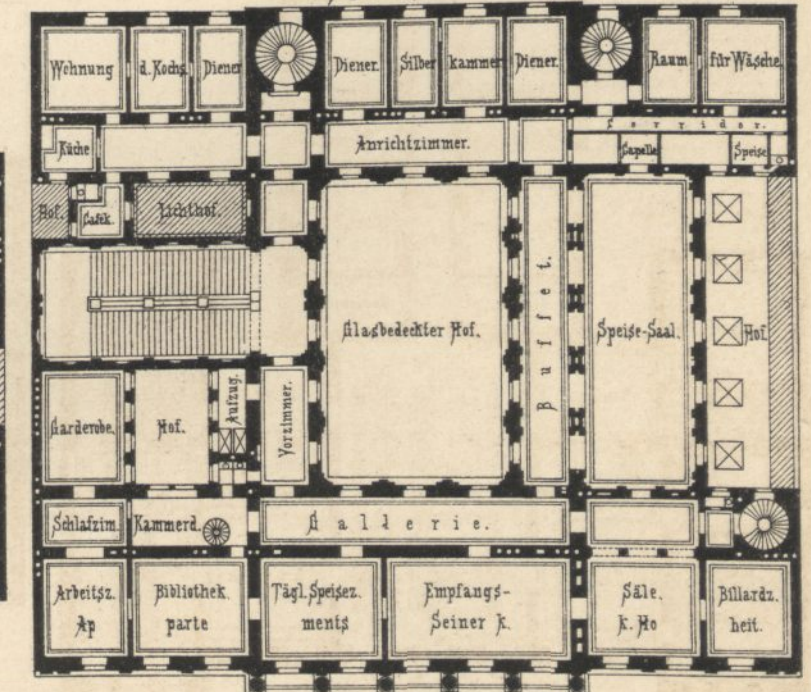 Wohnung d. Kochs. Diener Diener. Silber kammer Diener. Raum für Wäsche.
Corridor.
Küche Anrichtzimmer. Capelle Speise
Hof. Lichthof.
Glasbedeckter Hof. Buffet. Speise-Saal. Hof.
Garderobe. Hof. Aufzug. Vorzimmer.
Schlafzim. Kammerd. Gallerie.
Arbeitsz. Bibliothek. Tägl. Speisez. Empfangs- Säle. Billardz.
Ap parte ments Seiner k. k. Ho heit.